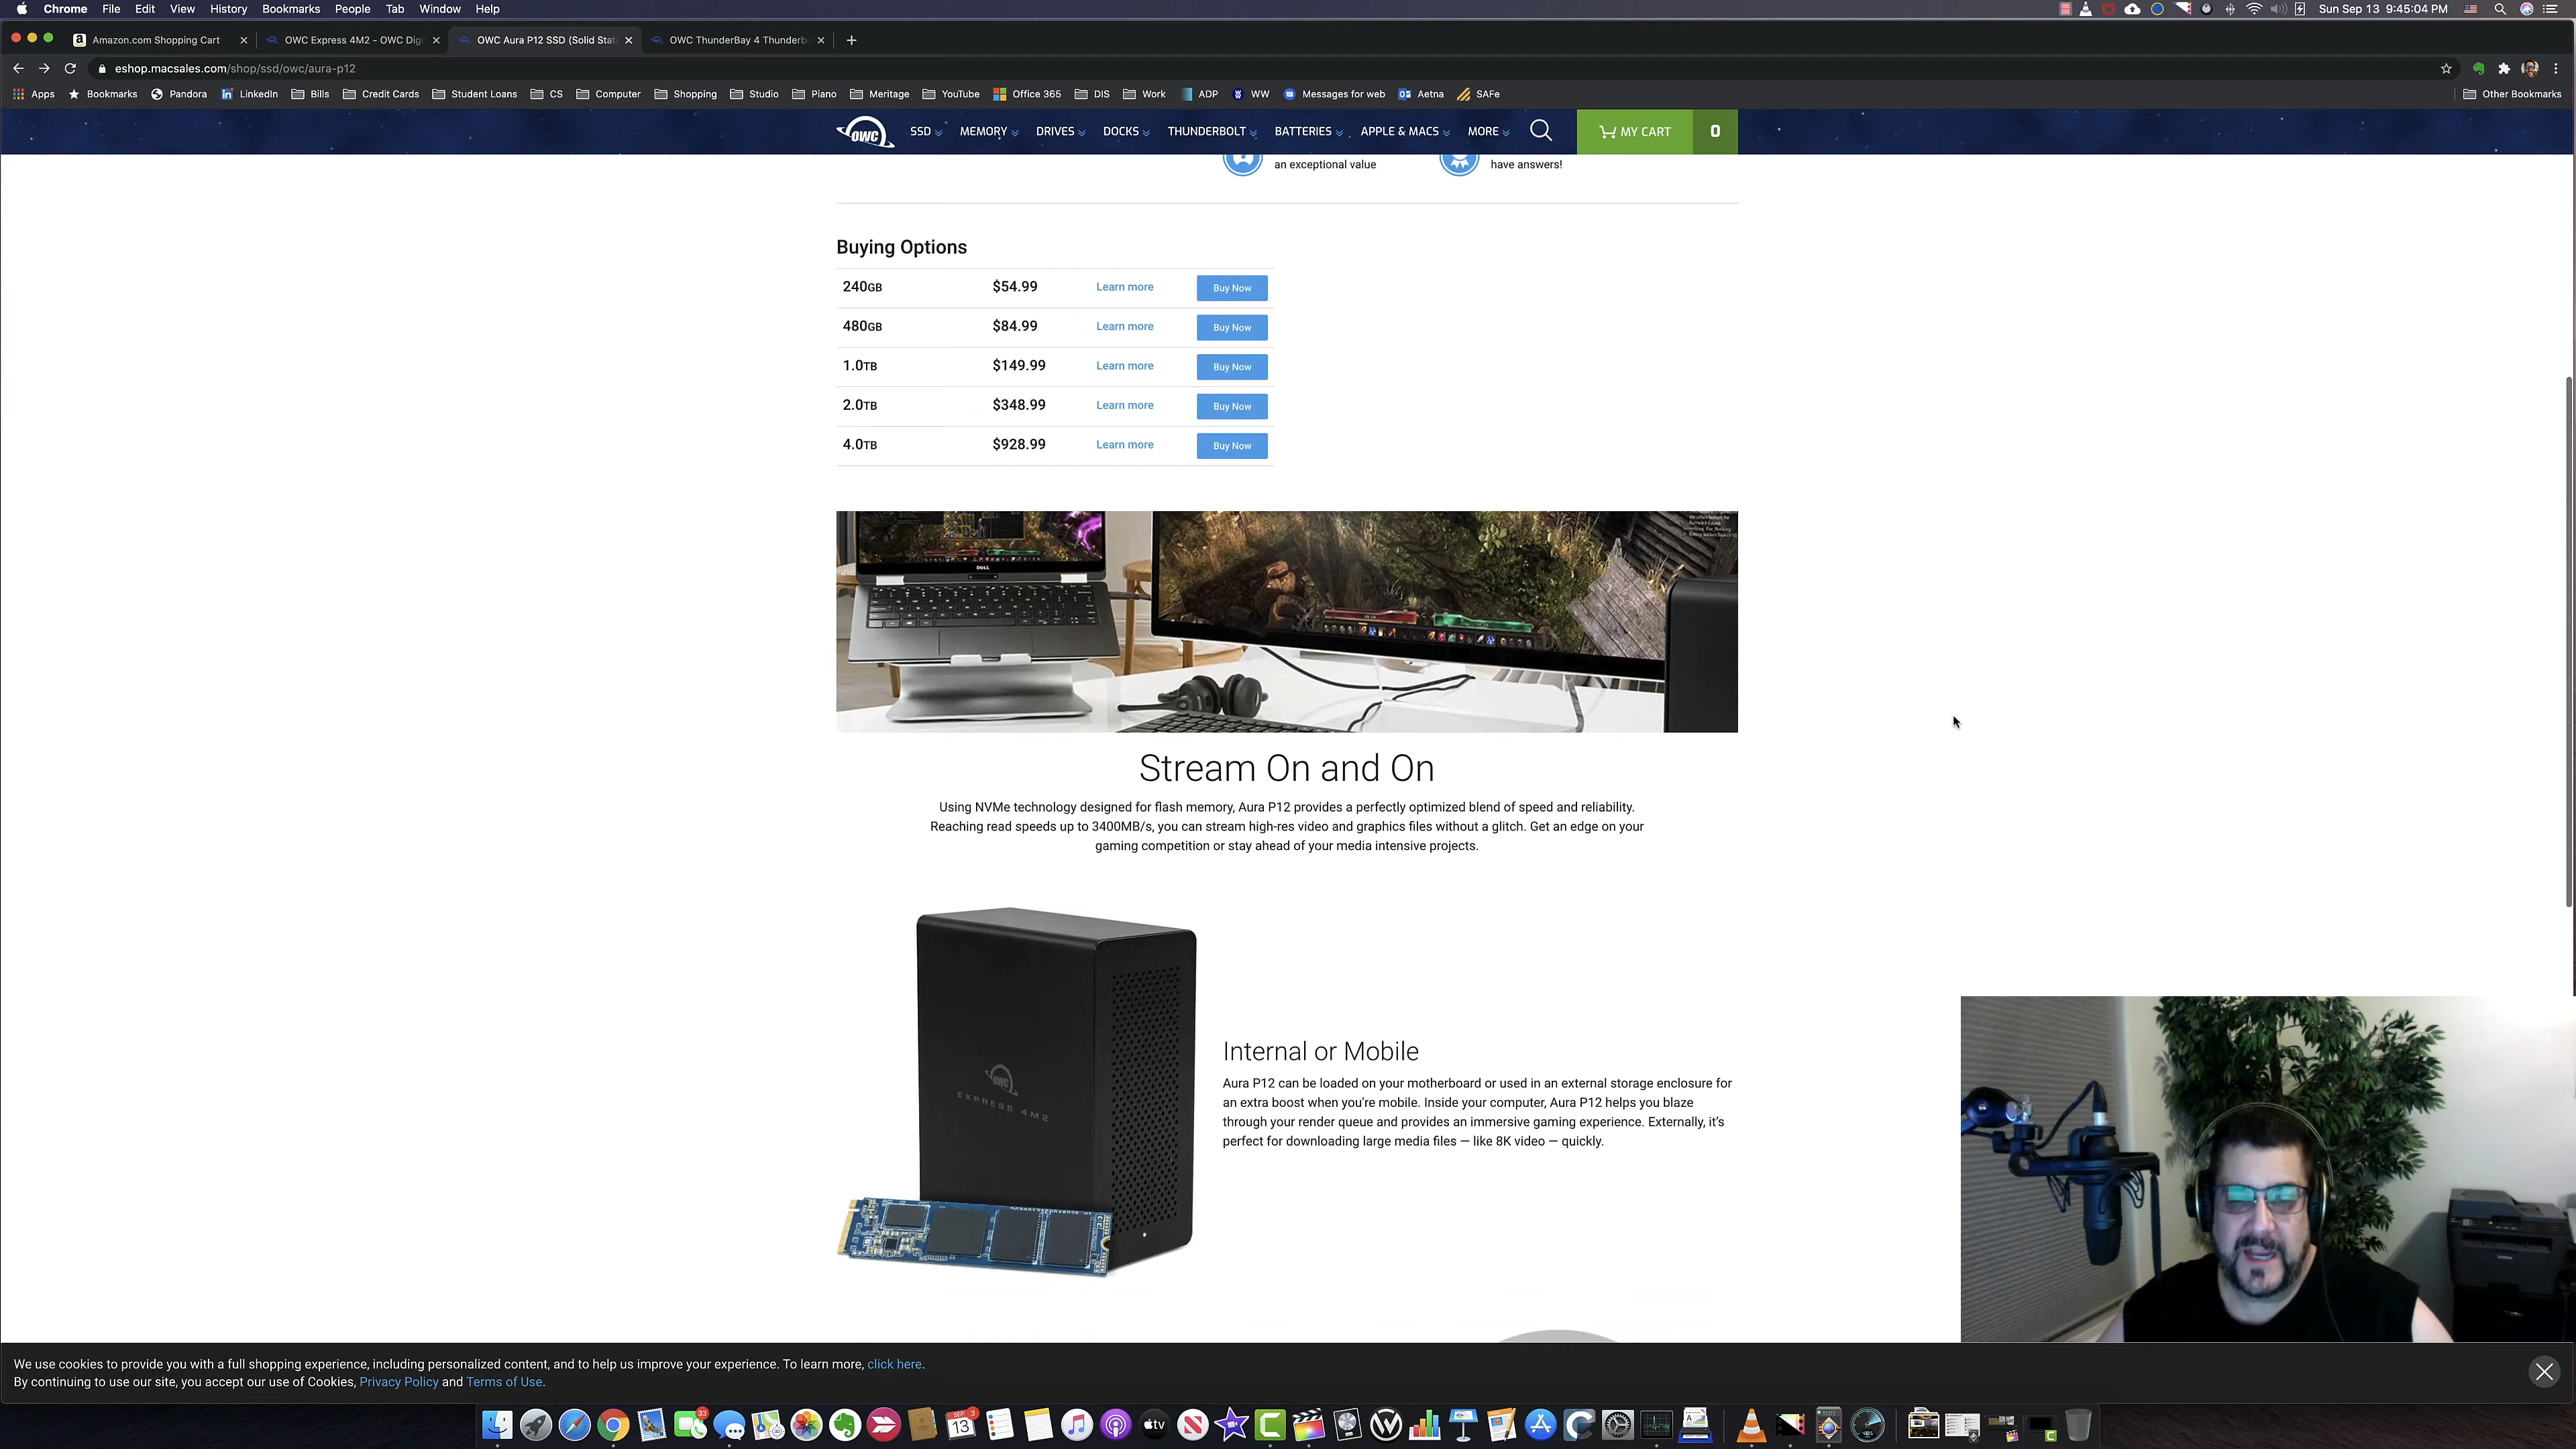 Chrome File Edit View History Bookmarks People Tab Window Help
Sun Sep 13 9:45:04 PM
Amazon.com Shopping Cart
OWC Express 4M2 - OWC Digi
OWC Aura P12 SSD (Solid Stat
OWC ThunderBay 4 Thunderb
eshop.macsales.com/shop/ssd/owc/aura-p12
Apps Bookmarks Pandora LinkedIn Bills Credit Cards Student Loans CS Computer Shopping Studio Piano Meritage YouTube Office 365 DIS Work ADP WW Messages for web Aetna SAFe Other Bookmarks
OWC SSD MEMORY DRIVES DOCKS THUNDERBOLT BATTERIES APPLE & MACS MORE MY CART 0
an exceptional value
have answers!
Buying Options
240GB $54.99 Learn more Buy Now
480GB $84.99 Learn more Buy Now
1.0TB $149.99 Learn more Buy Now
2.0TB $348.99 Learn more Buy Now
4.0TB $928.99 Learn more Buy Now
DELL
Stream On and On
Using NVMe technology designed for flash memory, Aura P12 provides a perfectly optimized blend of speed and reliability.
Reaching read speeds up to 3400MB/s, you can stream high-res video and graphics files without a glitch. Get an edge on your
gaming competition or stay ahead of your media intensive projects.
OWC
EXPRESS 4M2
Internal or Mobile
Aura P12 can be loaded on your motherboard or used in an external storage enclosure for
an extra boost when you're mobile. Inside your computer, Aura P12 helps you blaze
through your render queue and provides an immersive gaming experience. Externally, it's
perfect for downloading large media files — like 8K video — quickly.
We use cookies to provide you with a full shopping experience, including personalized content, and to help us improve your experience. To learn more, click here.
By continuing to use our site, you accept our use of Cookies, Privacy Policy and Terms of Use.
33
SEP
13
3
tv